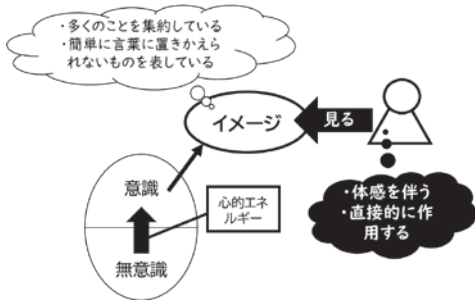 ・多くのことを集約している
・簡単に言葉に置きかえら
れないものを表している
イメージ
見る
意識
心的エネ
ルギー
無意識
・体感を伴う
・直接的に作
用する